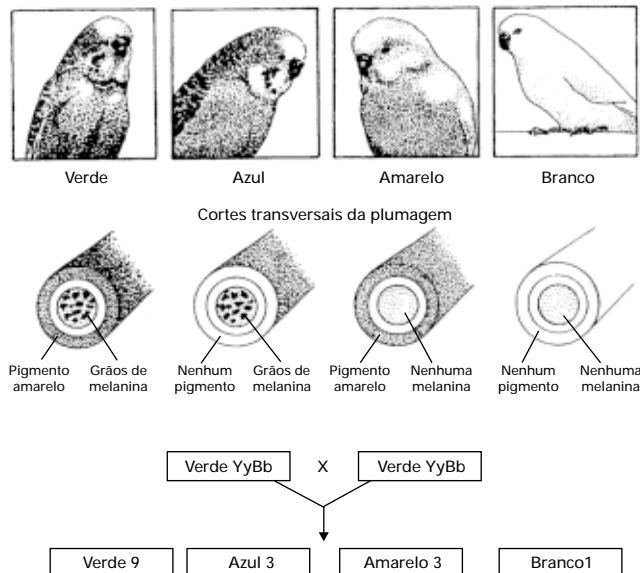 Verde Azul Amarelo Branco
Cortes transversais da plumagem
Pigmento amarelo Grãos de melanina Nenhum pigmento Grãos de melanina Pigmento amarelo Nenhuma melanina Nenhum pigmento Nenhuma melanina
Verde YyBb X Verde YyBb
Verde 9 Azul 3 Amarelo 3 Branco1